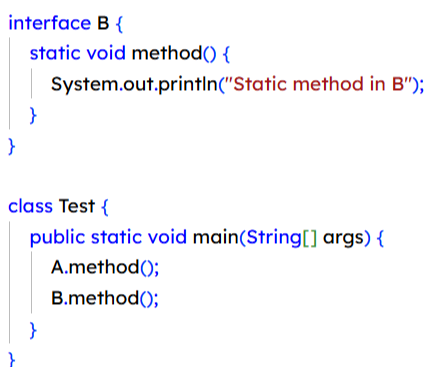 interface B {
static void method() {
System.out.println("Static method in B");
}
}
class Test {
public static void main(String[] args) {
A.method();
B.method();
}
}